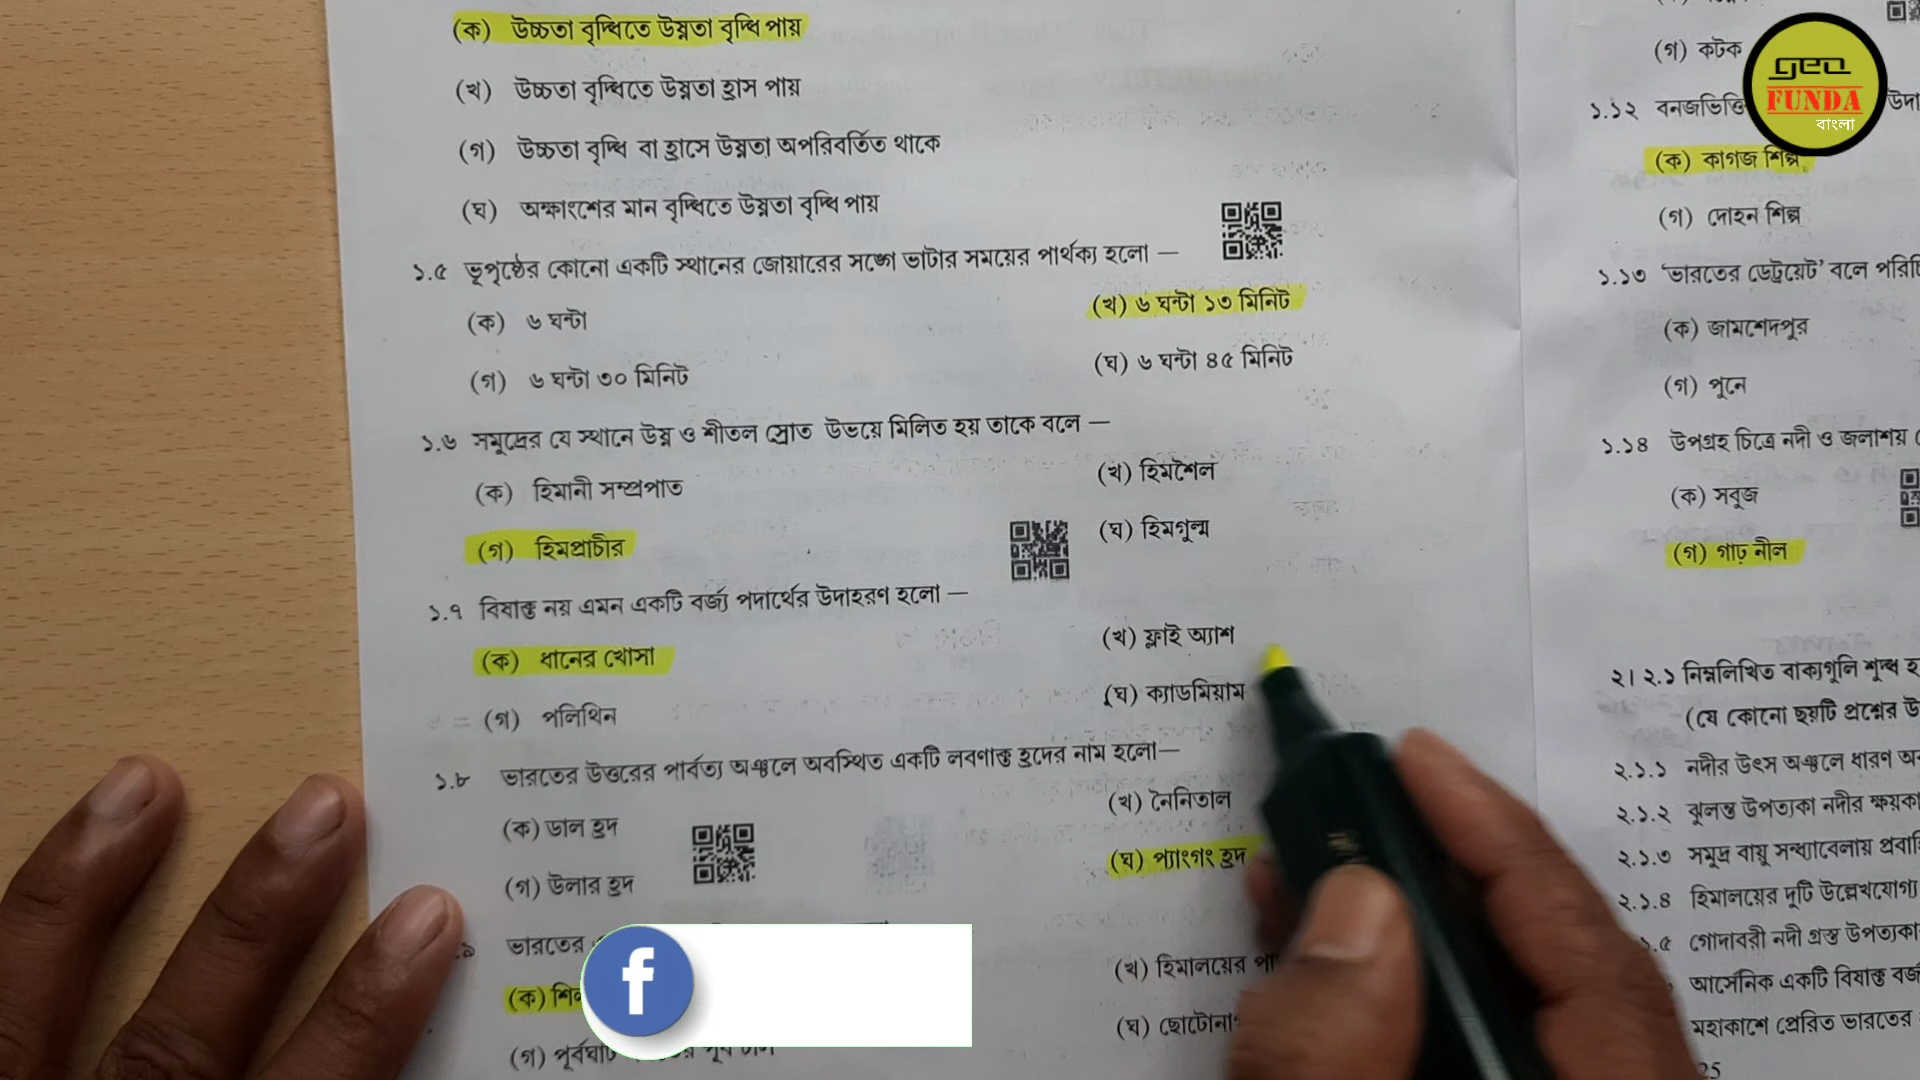 (ক) উচ্চতা বৃদ্ধিতে উষ্ণতা বৃদ্ধি পায়
(খ) উচ্চতা বৃদ্ধিতে উষ্ণতা হ্রাস পায়
(গ) উচ্চতা বৃদ্ধি বা হ্রাসে উষ্ণতা অপরিবর্তিত থাকে
(ঘ) অক্ষাংশের মান বৃদ্ধিতে উষ্ণতা বৃদ্ধি পায়
১.৫ ভূপৃষ্ঠের কোনো একটি স্থানের জোয়ারের সঙ্গে ভাটার সময়ের পার্থক্য হলো —
(ক) ৬ ঘন্টা
(খ) ৬ ঘন্টা ১৩ মিনিট
(গ) ৬ ঘন্টা ৩০ মিনিট
(ঘ) ৬ ঘন্টা ৪৫ মিনিট
১.৬ সমুদ্রের যে স্থানে উষ্ণ ও শীতল স্রোত উভয়ে মিলিত হয় তাকে বলে —
(ক) হিমানী সম্প্রপাত
(খ) হিমশৈল
(গ) হিমপ্রাচীর
(ঘ) হিমগুল্ম
১.৭ বিষাক্ত নয় এমন একটি বর্জ্য পদার্থের উদাহরণ হলো —
(ক) ধানের খোসা
(খ) ফ্লাই অ্যাশ
(গ) পলিথিন
(ঘ) ক্যাডমিয়াম
১.৮ ভারতের উত্তরের পার্বত্য অঞ্চলে অবস্থিত একটি লবণাক্ত হ্রদের নাম হলো—
(ক) ডাল হ্রদ
(খ) নৈনিতাল
(গ) উলার হ্রদ
(ঘ) প্যাংগং হ্রদ
ভারতের
(ক)
(খ) হিমালয়ের
(গ) পূর্বঘাট
(ঘ)
(গ) কটক
১.১২ বনজভিত্তি
(ক) কাগজ শিল্প
(গ) দোহন শিল্প
১.১৩ 'ভারতের ডেট্রয়েট' বলে পরিচি
(ক) জামশেদপুর
(গ) পুনে
১.১৪ উপগ্রহ চিত্রে নদী ও জলাশয়
(ক) সবুজ
(গ) গাঢ় নীল
২। ২.১ নিম্নলিখিত বাক্যগুলি শুদ্ধ হ
(যে কোনো ছয়টি প্রশ্নের উ
২.১.১ নদীর উৎস অঞ্চলে ধারণ অ
২.১.২ ঝুলন্ত উপত্যকা নদীর ক্ষয়কা
২.১.৩ সমুদ্র বায়ু সন্ধ্যাবেলায় প্রবাহি
২.১.৪ হিমালয়ের দুটি উল্লেখযোগ্য
.৫ গোদাবরী নদী গ্রস্ত উপত্যকা
আর্সেনিক একটি বিষাক্ত বর্জ
মহাকাশে প্রেরিত ভারতের
25
geo
FUNDA
বাংলা
f